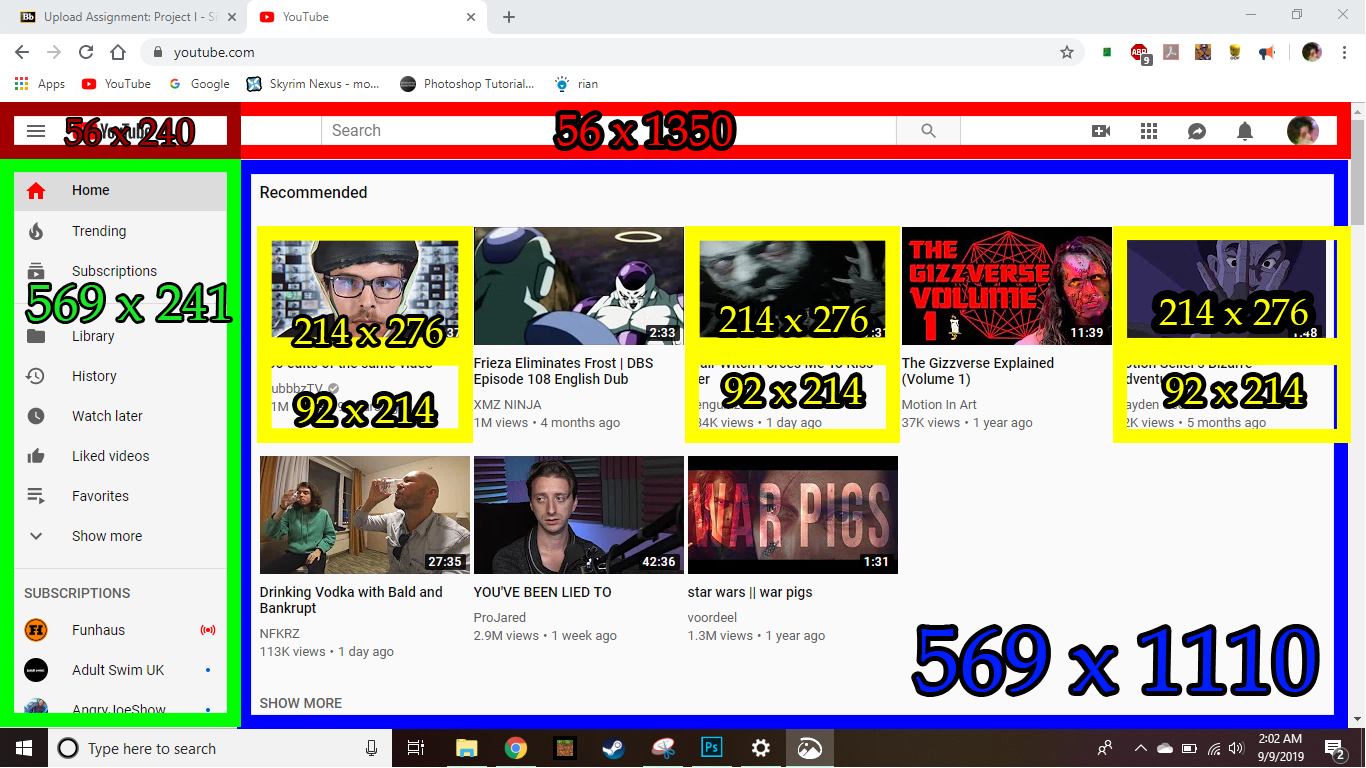 Upload Assignment: Project I - S
YouTube
youtube.com
ABP
9
Apps
YouTube
Google
Skyrim Nexus - mo...
Photoshop Tutorial...
rian
56 x 240
Search
56 x 1350
Home
Trending
Subscriptions
569 x 241
Library
History
Watch later
Liked videos
Favorites
Show more
SUBSCRIPTIONS
Funhaus
Adult Swim UK
AngryJoeShow
Recommended
214 x 276
92 x 214
2:33
Frieza Eliminates Frost | DBS
Episode 108 English Dub
XMZ NINJA
1M views • 4 months ago
214 x 276
92 x 214
34K views • 1 day ago
THE
GIZZVERSE
VOLUME
1
11:39
The Gizzverse Explained
(Volume 1)
Motion In Art
37K views • 1 year ago
214 x 276
92 x 214
2K views • 5 months ago
27:35
Drinking Vodka with Bald and
Bankrupt
NFKRZ
113K views • 1 day ago
42:36
YOU'VE BEEN LIED TO
ProJared
2.9M views • 1 week ago
WAR PIGS
1:31
star wars || war pigs
voordeel
1.3M views • 1 year ago
569 x 1110
SHOW MORE
Type here to search
Ps
2:02 AM
9/9/2019
2